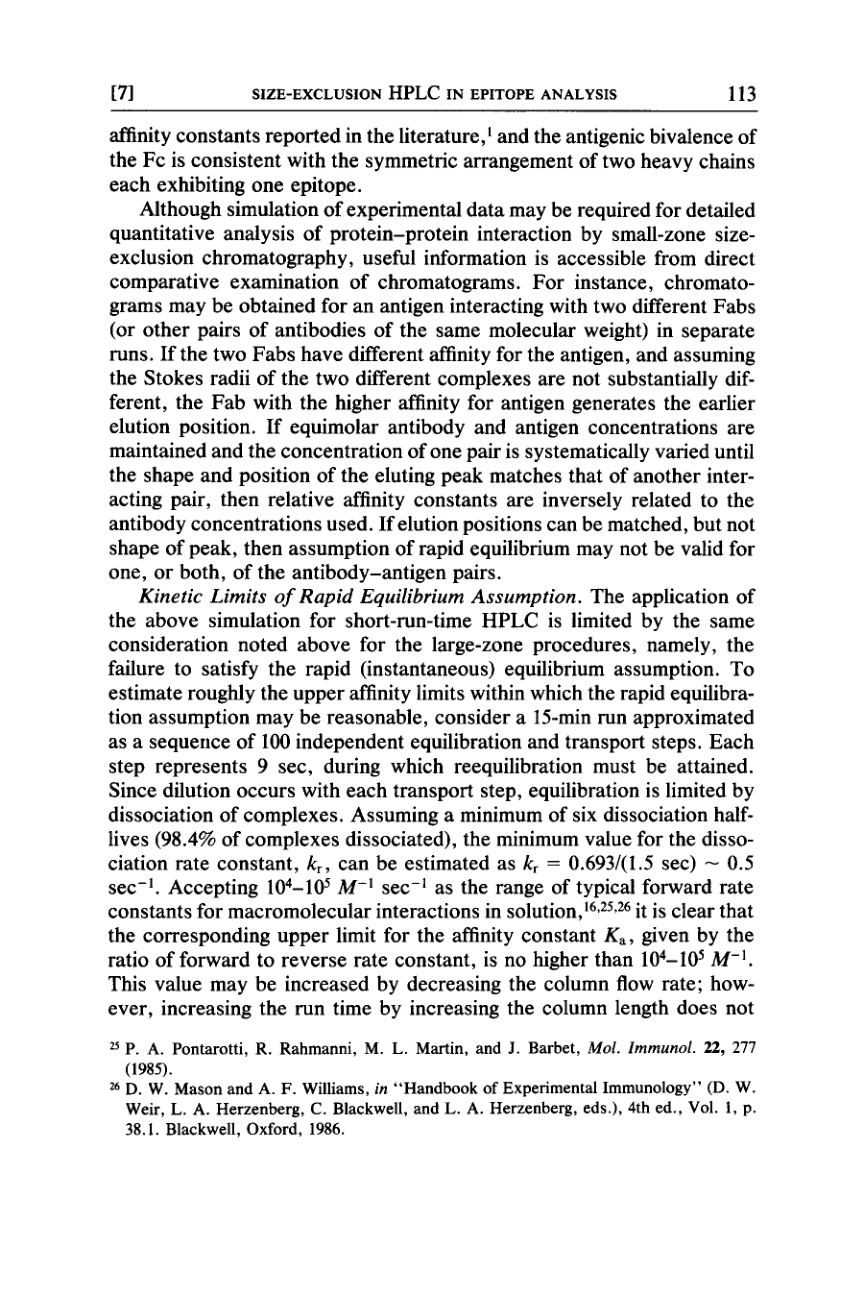 [7] SIZE-EXCLUSION HPLC IN EPITOPE ANALYSIS 113
affinity constants reported in the literature,¹ and the antigenic bivalence of
the Fc is consistent with the symmetric arrangement of two heavy chains
each exhibiting one epitope.
Although simulation of experimental data may be required for detailed
quantitative analysis of protein–protein interaction by small-zone size-
exclusion chromatography, useful information is accessible from direct
comparative examination of chromatograms. For instance, chromato-
grams may be obtained for an antigen interacting with two different Fabs
(or other pairs of antibodies of the same molecular weight) in separate
runs. If the two Fabs have different affinity for the antigen, and assuming
the Stokes radii of the two different complexes are not substantially dif-
ferent, the Fab with the higher affinity for antigen generates the earlier
elution position. If equimolar antibody and antigen concentrations are
maintained and the concentration of one pair is systematically varied until
the shape and position of the eluting peak matches that of another inter-
acting pair, then relative affinity constants are inversely related to the
antibody concentrations used. If elution positions can be matched, but not
shape of peak, then assumption of rapid equilibrium may not be valid for
one, or both, of the antibody–antigen pairs.
Kinetic Limits of Rapid Equilibrium Assumption. The application of
the above simulation for short-run-time HPLC is limited by the same
consideration noted above for the large-zone procedures, namely, the
failure to satisfy the rapid (instantaneous) equilibrium assumption. To
estimate roughly the upper affinity limits within which the rapid equilibra-
tion assumption may be reasonable, consider a 15-min run approximated
as a sequence of 100 independent equilibration and transport steps. Each
step represents 9 sec, during which reequilibration must be attained.
Since dilution occurs with each transport step, equilibration is limited by
dissociation of complexes. Assuming a minimum of six dissociation half-
lives (98.4% of complexes dissociated), the minimum value for the disso-
ciation rate constant, kᵣ, can be estimated as kᵣ = 0.693/(1.5 sec) ~ 0.5
sec⁻¹. Accepting 10⁴–10⁵ M⁻¹ sec⁻¹ as the range of typical forward rate
constants for macromolecular interactions in solution,¹⁶,²⁵,²⁶ it is clear that
the corresponding upper limit for the affinity constant Kₐ, given by the
ratio of forward to reverse rate constant, is no higher than 10⁴–10⁵ M⁻¹.
This value may be increased by decreasing the column flow rate; how-
ever, increasing the run time by increasing the column length does not
²⁵ P. A. Pontarotti, R. Rahmanni, M. L. Martin, and J. Barbet, Mol. Immunol. 22, 277
(1985).
²⁶ D. W. Mason and A. F. Williams, in "Handbook of Experimental Immunology" (D. W.
Weir, L. A. Herzenberg, C. Blackwell, and L. A. Herzenberg, eds.), 4th ed., Vol. 1, p.
38.1. Blackwell, Oxford, 1986.